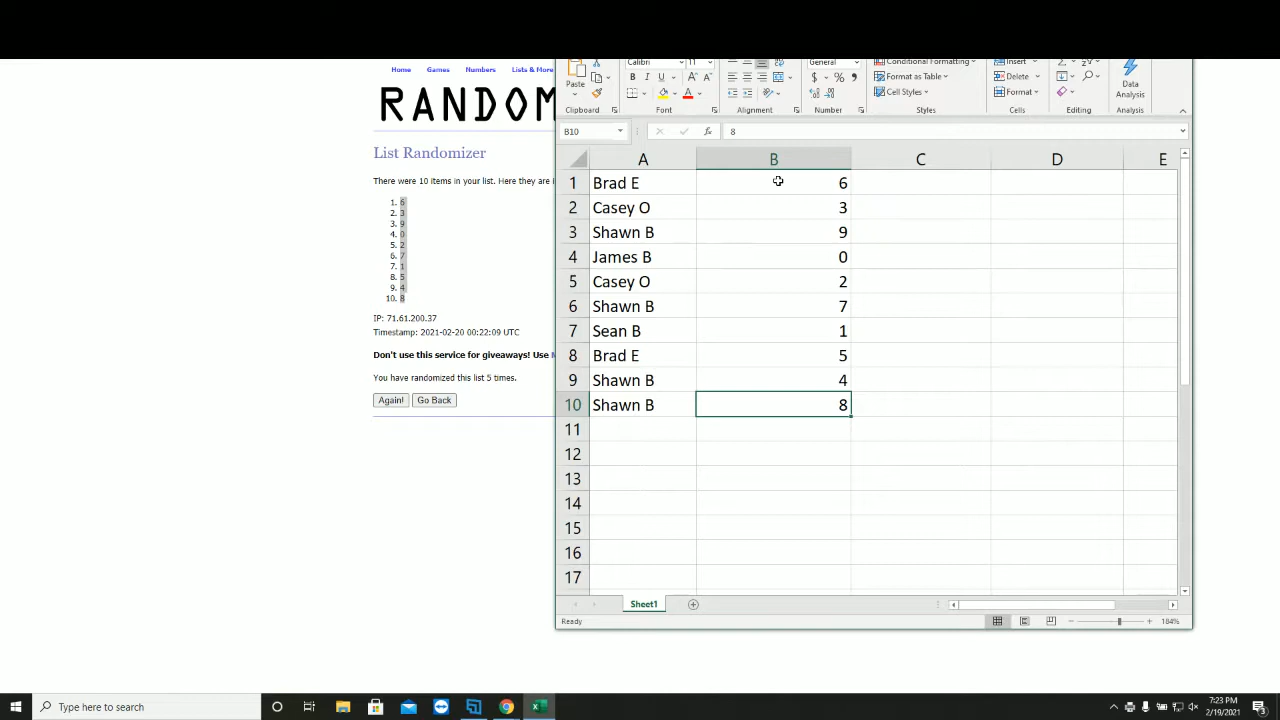 Home Games Numbers Lists & More
RANDOM
List Randomizer
There were 10 items in your list. Here they are i
1. 6
2. 3
3. 9
4. 0
5. 2
6. 7
7. 1
8. 5
9. 4
10. 8
IP: 71.61.200.37
Timestamp: 2021-02-20 00:22:09 UTC
Don't use this service for giveaways! Use
You have randomized this list 5 times.
Again! Go Back
Paste
Calibri 11
B I U A A
General
$ % ,
Conditional Formatting
Format as Table
Cell Styles
Insert
Delete
Format
Data
Analysis
Clipboard Font Alignment Number Styles Cells Editing Analysis
B10 fx 8
A B C D E
1 Brad E 6
2 Casey O 3
3 Shawn B 9
4 James B 0
5 Casey O 2
6 Shawn B 7
7 Sean B 1
8 Brad E 5
9 Shawn B 4
10 Shawn B 8
11
12
13
14
15
16
17
Sheet1
Ready 184%
Type here to search
7:23 PM
2/19/2021
3